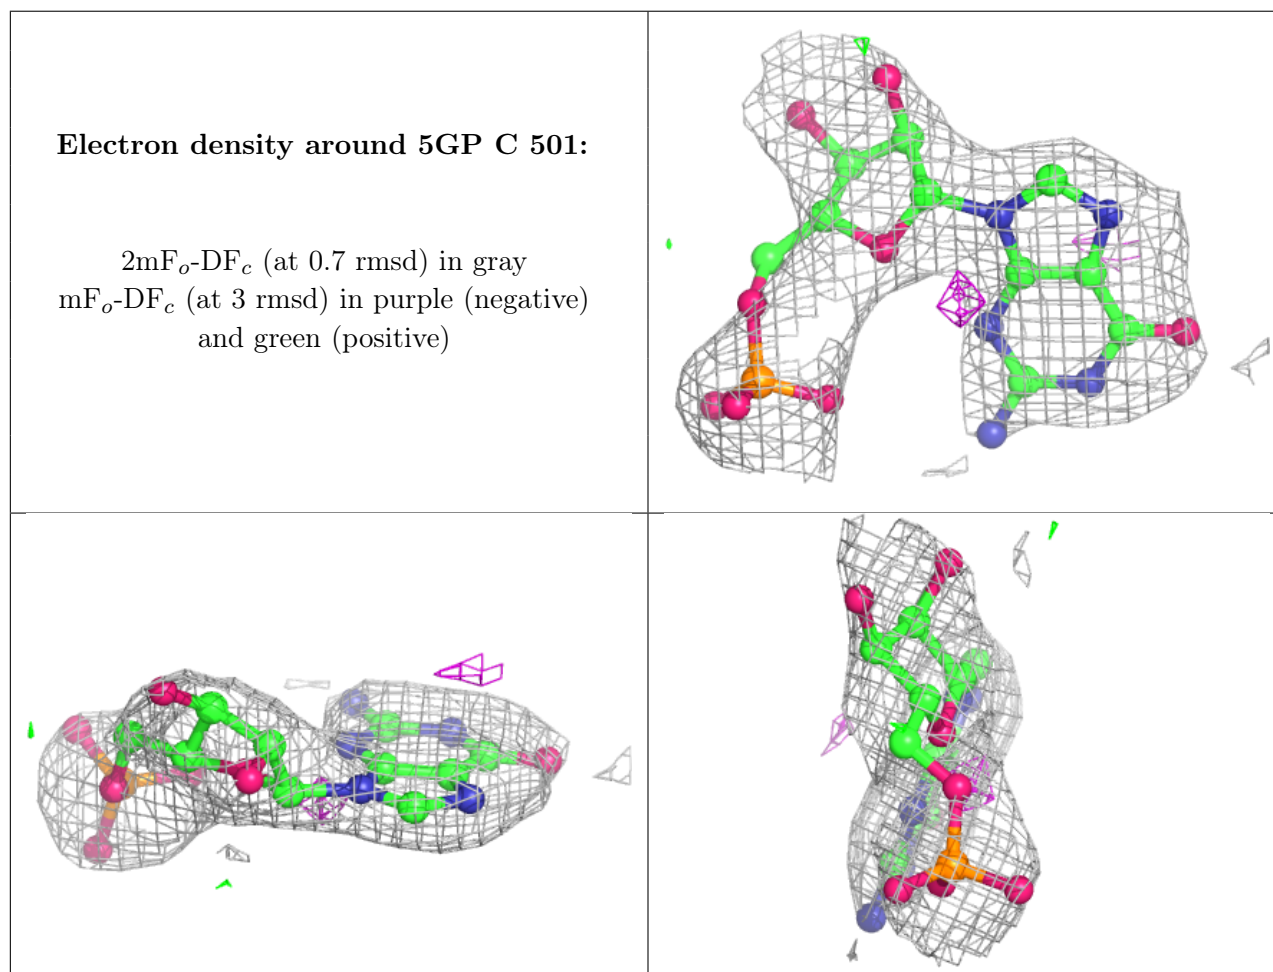 Electron density around 5GP C 501:
2mFo-DFc (at 0.7 rmsd) in gray
mFo-DFc (at 3 rmsd) in purple (negative)
and green (positive)